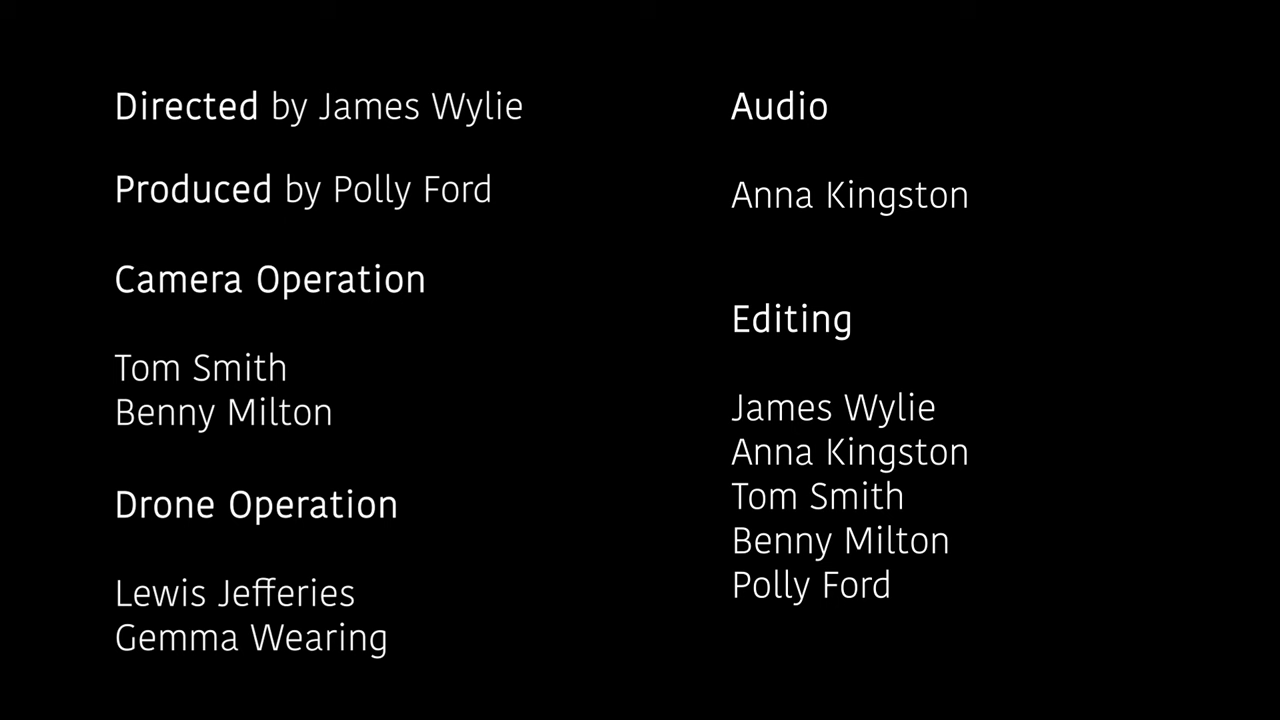 Directed by James Wylie
Produced by Polly Ford
Camera Operation
Tom Smith
Benny Milton
Drone Operation
Lewis Jefferies
Gemma Wearing
Audio
Anna Kingston
Editing
James Wylie
Anna Kingston
Tom Smith
Benny Milton
Polly Ford